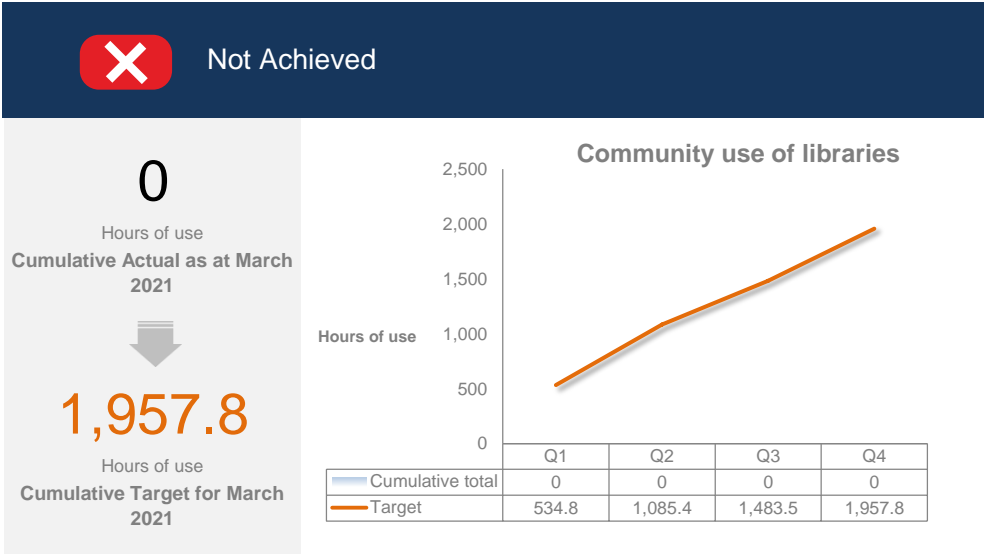 Not Achieved
0
Hours of use
Cumulative Actual as at March
2021
1,957.8
Hours of use
Cumulative Target for March
2021
Community use of libraries
2,500
2,000
1,500
Hours of use 1,000
500
0
Q1 Q2 Q3 Q4
Cumulative total 0 0 0 0
Target 534.8 1,085.4 1,483.5 1,957.8